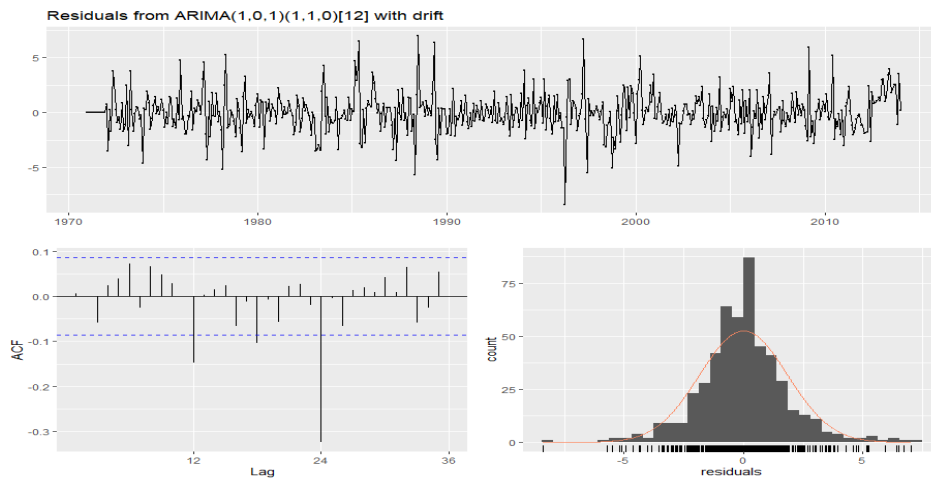 Residuals from ARIMA(1,0,1)(1,1,0)[12] with drift
5
0
-5
1970 1980 1990 2000 2010
0.1
0.0
-0.1
-0.2
-0.3
ACF
12 24 36
Lag
75
50
25
0
count
-5 0 5
residuals